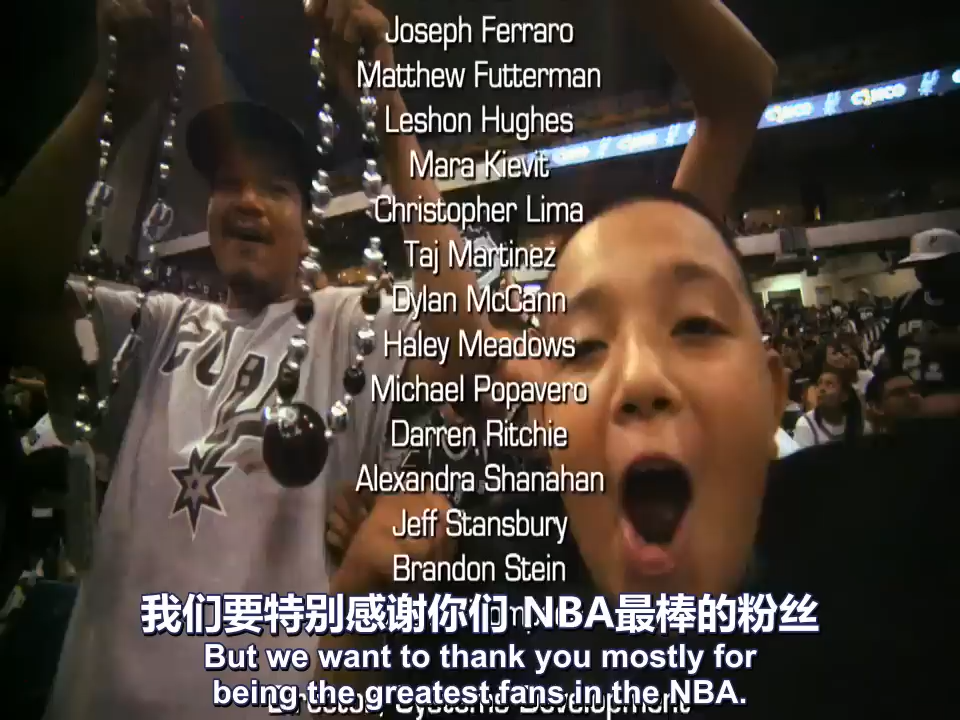 Joseph Ferraro
Matthew Futterman
Leshon Hughes
Mara Kievit
Christopher Lima
Taj Martinez
Dylan McCann
Haley Meadows
Michael Popavero
Darren Ritchie
Alexandra Shanahan
Jeff Stansbury
Brandon Stein
我们要特别感谢你们 NBA最棒的粉丝
But we want to thank you mostly for
being the greatest fans in the NBA.
Director, Systems Development